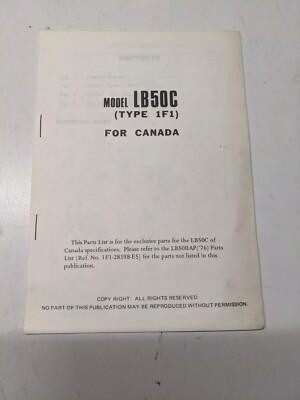 MODEL LB50C
(TYPE 1F1)
FOR CANADA
This Parts List is for the exclusive parts for the LB50C of
Canada specifications. Please refer to the LB50IIAP('76) Parts
List (Ref. No. 1F1-28198-E5) for the parts not listed in this
publication.
COPY RIGHT: ALL RIGHTS RESERVED
NO PART OF THIS PUBLICATION MAY BE REPRODUCED WITHOUT PERMISSION.